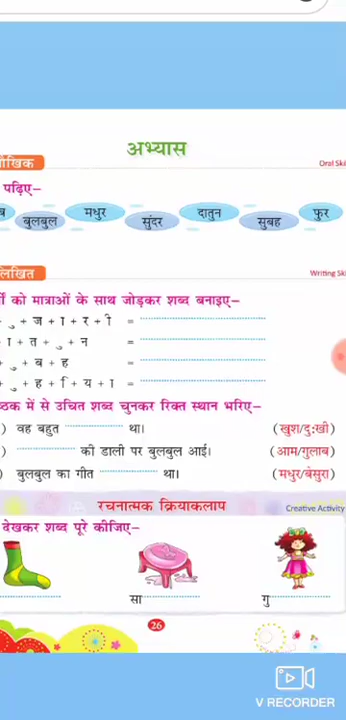 अभ्यास
मौखिक Oral Ski
पढ़िए–
ब बुलबुल मधुर सुंदर दातुन सुबह फुर
लिखित Writing Ski
र्णों को मात्राओं के साथ जोड़कर शब्द बनाइए–
+ ु + ज + ा + र + ी = ....................
ा + त + ु + न = ....................
+ ु + ब + ह = ....................
+ ु + ह + ि + य + ा = ....................
ष्ठक में से उचित शब्द चुनकर रिक्त स्थान भरिए–
) वह बहुत .................... था। (खुश/दुःखी)
) .................... की डाली पर बुलबुल आई। (आम/गुलाब)
) बुलबुल का गीत .................... था। (मधुर/बेसुरा)
रचनात्मक क्रियाकलाप Creative Activity
देखकर शब्द पूरे कीजिए–
.................... सा.................... गु....................
26
V RECORDER